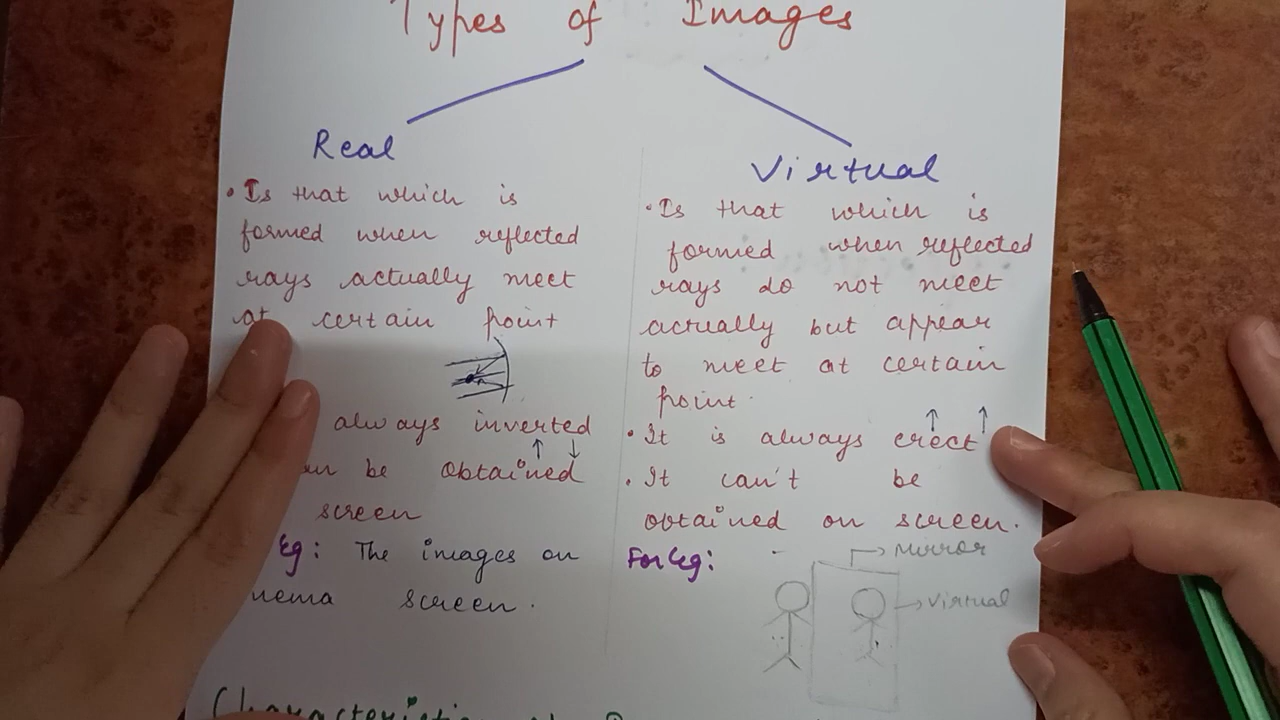 Types of Images
Real
• Is that which is
formed when reflected
rays actually meet
at certain point
always inverted
be obtained
screen
Eg: The images on
screen.
Virtual
• Is that which is
formed when reflected
rays do not meet
actually but appear
to meet at certain
point.
• It is always erect
• It can't be
obtained on screen.
For eg:
Mirror
Virtual